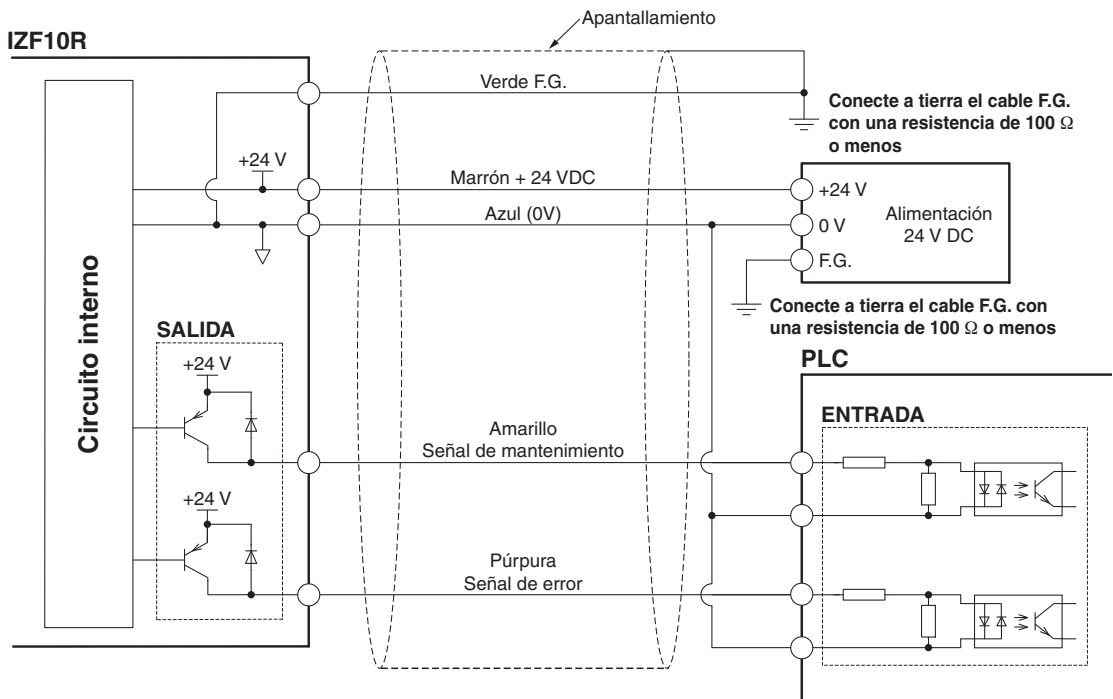 Apantallamiento
IZF10R
Verde F.G.
Conecte a tierra el cable F.G.
con una resistencia de 100 Ω
o menos
+24 V
Marrón + 24 VDC
+24 V
Azul (0V)
0 V
Alimentación
24 V DC
F.G.
Conecte a tierra el cable F.G. con
una resistencia de 100 Ω o menos
Circuito interno
SALIDA
+24 V
PLC
ENTRADA
Amarillo
Señal de mantenimiento
+24 V
Púrpura
Señal de error